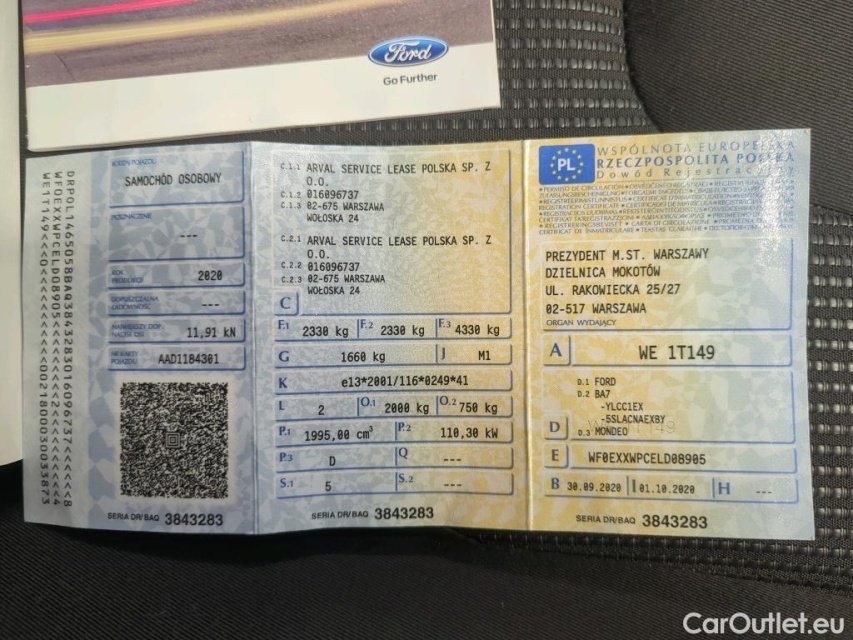 Ford
Go Further
SAMOCHÓD OSOBOWY
---
ROK PRODUKCJI 2020
---
11,91 kN
AAD1184301
SERIA DR/BAQ 3843283
C.1.1 ARVAL SERVICE LEASE POLSKA SP. Z
O.O.
C.1.2 016096737
C.1.3 02-675 WARSZAWA
WOŁOSKA 24
C.2.1 ARVAL SERVICE LEASE POLSKA SP. Z
O.O.
C.2.2 016096737
C.2.3 02-675 WARSZAWA
WOŁOSKA 24
C
F.1 2330 kg F.2 2330 kg F.3 4330 kg
G 1660 kg J M1
K e13*2001/116*0249*41
L 2 O.1 2000 kg O.2 750 kg
P.1 1995,00 cm³ P.2 110,30 kW
P.3 D Q ---
S.1 5 S.2 ---
SERIA DR/BAQ 3843283
PL
WSPÓLNOTA EUROPEJSKA
RZECZPOSPOLITA POLSKA
Dowód Rejestracyjny
PREZYDENT M.ST. WARSZAWY
DZIELNICA MOKOTÓW
UL. RAKOWIECKA 25/27
02-517 WARSZAWA
ORGAN WYDAJĄCY
A WE 1T149
D.1 FORD
D.2 BA7
-YLCC1EX
-5SLACNAEXBY
D D.3 MONDEO
E WF0EXXWPCELD08905
B 30.09.2020 I 01.10.2020 H ---
SERIA DR/BAQ 3843283
CarOutlet.eu